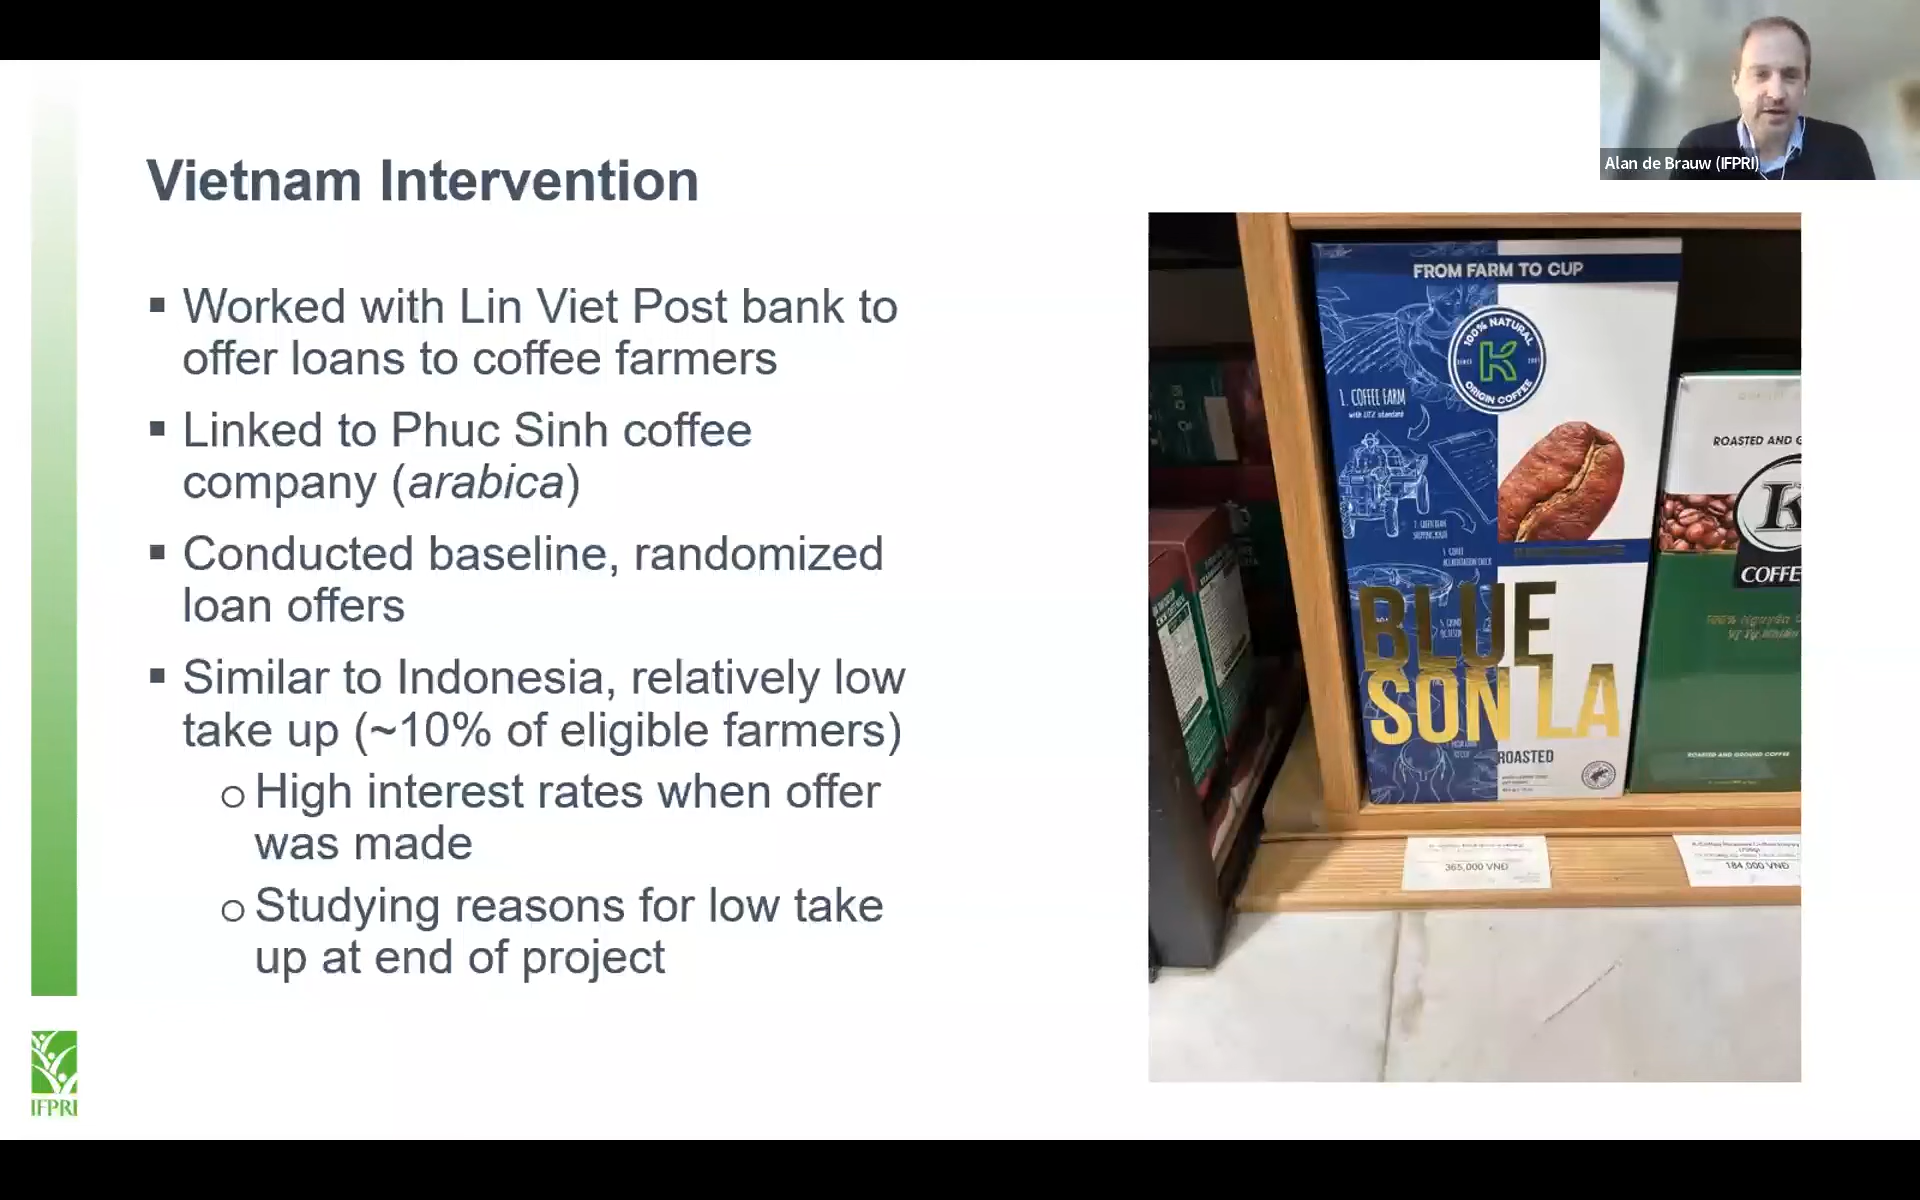 Alan de Brauw (IFPRI)
Vietnam Intervention
▪ Worked with Lin Viet Post bank to
offer loans to coffee farmers
▪ Linked to Phuc Sinh coffee
company (arabica)
▪ Conducted baseline, randomized
loan offers
▪ Similar to Indonesia, relatively low
take up (~10% of eligible farmers)
o High interest rates when offer
was made
o Studying reasons for low take
up at end of project
IFPRI
FROM FARM TO CUP
100% NATURAL
K
ORIGIN COFFEE
1. COFFEE FARM
with UTZ standard
BLUE
SON LA
ROASTED
365,000 VNĐ
ROASTED AND G
K
COFFE
ROASTED AND GROUND COFFEE
184,000 VNĐ